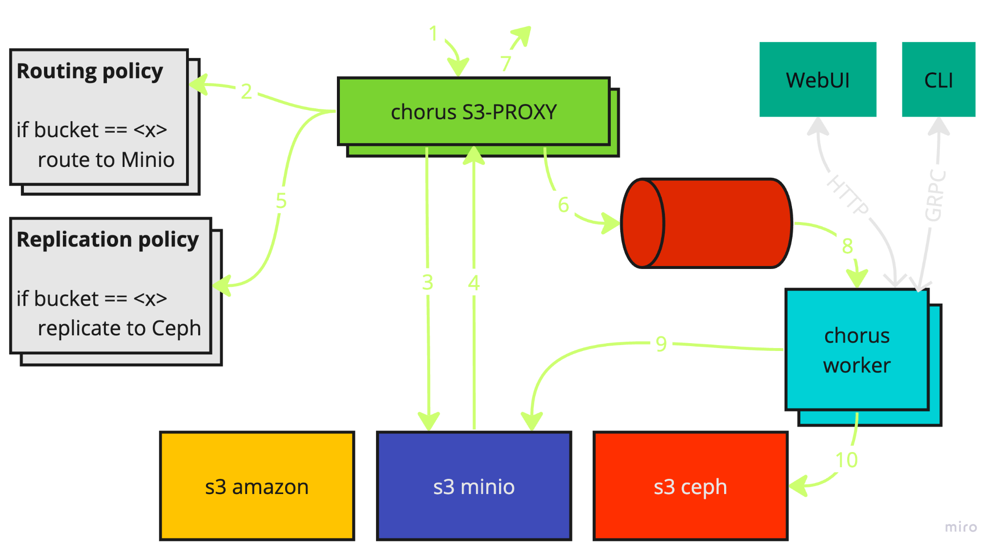 1
7
Routing policy
if bucket == <x>
route to Minio
2
chorus S3-PROXY
WebUI
CLI
HTTP
GRPC
5
6
Replication policy
if bucket == <x>
replicate to Ceph
3
4
8
9
chorus
worker
10
s3 amazon
s3 minio
s3 ceph
miro